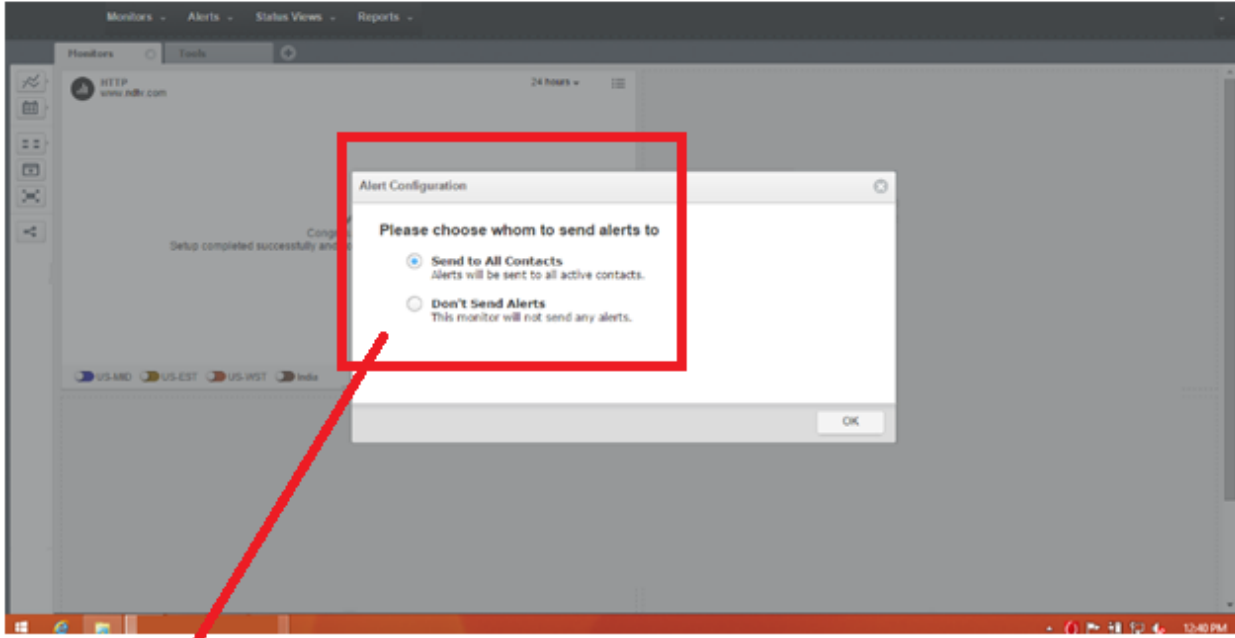 Monitors Alerts Status Views Reports
Monitors Tools
HTTP
www.ndtv.com
24 hours
Alert Configuration
Please choose whom to send alerts to
Send to All Contacts
Alerts will be sent to all active contacts.
Don't Send Alerts
This monitor will not send any alerts.
Setup completed successfully and
US-MID US-EST US-WST India
OK
12:40 PM